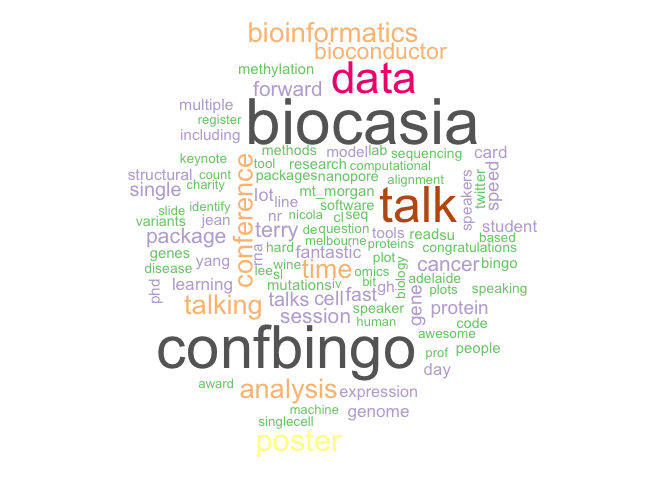 bioinformatics
bioconductor
methylation data
forward
multiple
register
including
biocasia
methods model lab sequencing card
keynote tool research computational
structural count packages nanopore alignment
single charity lot line mt_morgan talk speakers twitter speed
conference
slide identify software
variants jean nr nicola cl seq student
package terry de question tools read su based
melbourne proteins congratulations
genes yang rna hard fantastic plot cancer bingo
disease lee wine time omics biology adelaide
sl
phd learning mutations iv bit gh gene plots speaking
talking talks cell fast protein
session speaker code
human awesome
confbingo prof people
day
award analysis expression
machine genome
singlecell
poster